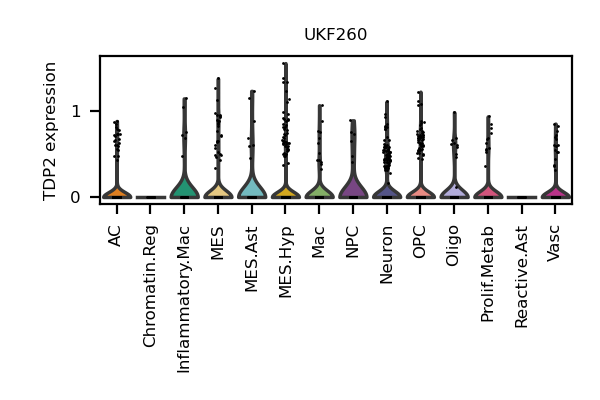 UKF260
TDP2 expression
1
0
AC
Chromatin.Reg
Inflammatory.Mac
MES
MES.Ast
MES.Hyp
Mac
NPC
Neuron
OPC
Oligo
Prolif.Metab
Reactive.Ast
Vasc